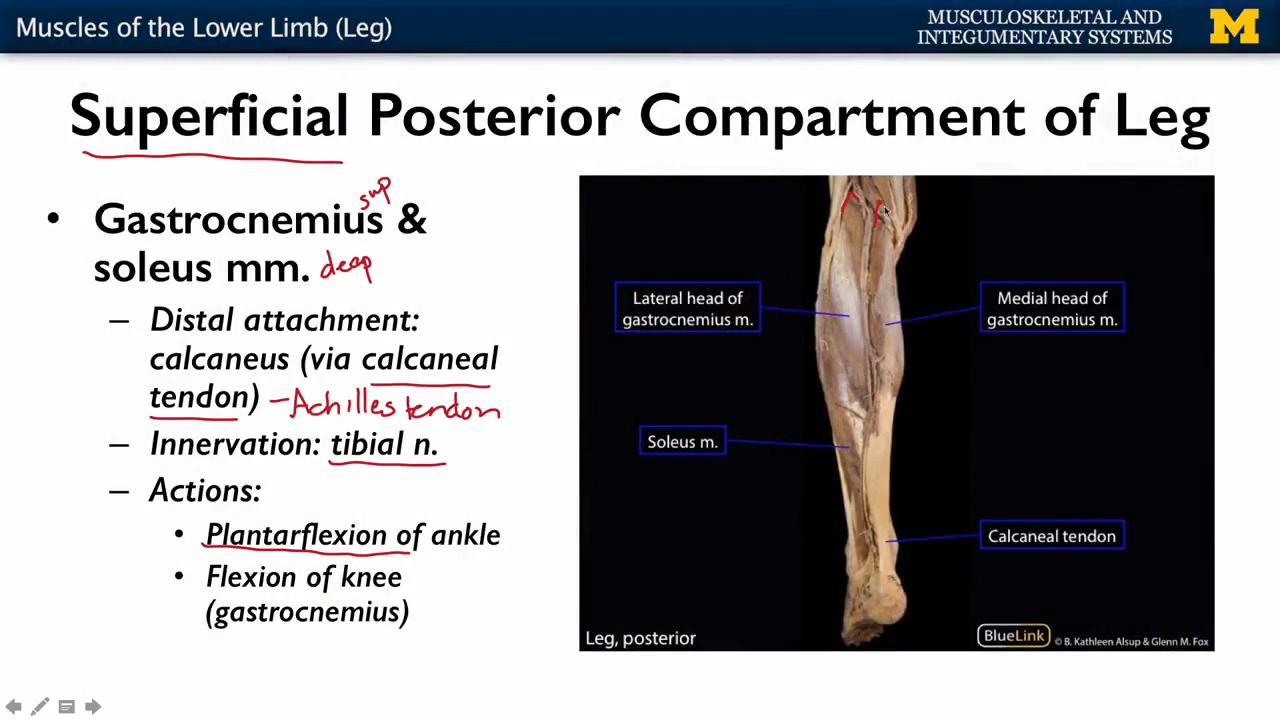 Muscles of the Lower Limb (Leg)
MUSCULOSKELETAL AND
INTEGUMENTARY SYSTEMS
M
Superficial Posterior Compartment of Leg
• Gastrocnemius & sup
soleus mm. deep
– Distal attachment:
calcaneus (via calcaneal
tendon) – Achilles tendon
– Innervation: tibial n.
– Actions:
• Plantarflexion of ankle
• Flexion of knee
(gastrocnemius)
Lateral head of
gastrocnemius m.
Medial head of
gastrocnemius m.
Soleus m.
Calcaneal tendon
Leg, posterior
BlueLink © B. Kathleen Alsup & Glenn M. Fox